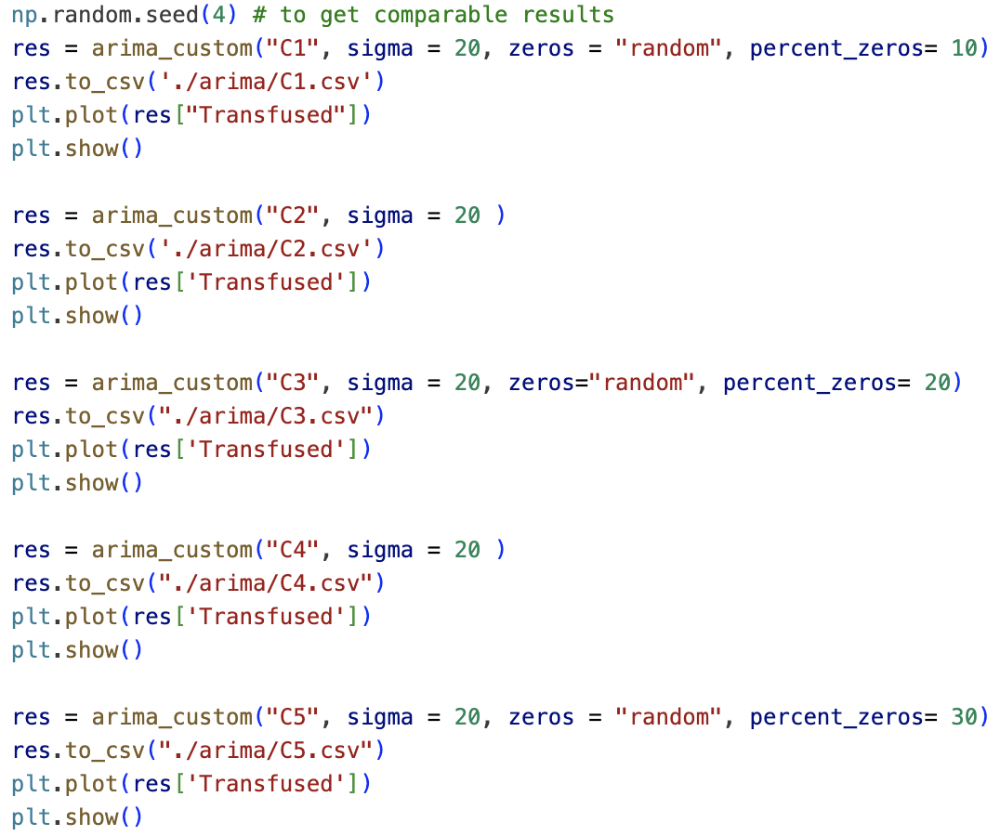 np.random.seed(4) # to get comparable results
res = arima_custom("C1", sigma = 20, zeros = "random", percent_zeros= 10)
res.to_csv('./arima/C1.csv')
plt.plot(res["Transfused"])
plt.show()

res = arima_custom("C2", sigma = 20 )
res.to_csv('./arima/C2.csv')
plt.plot(res['Transfused'])
plt.show()

res = arima_custom("C3", sigma = 20, zeros="random", percent_zeros= 20)
res.to_csv("./arima/C3.csv")
plt.plot(res['Transfused'])
plt.show()

res = arima_custom("C4", sigma = 20 )
res.to_csv("./arima/C4.csv")
plt.plot(res['Transfused'])
plt.show()

res = arima_custom("C5", sigma = 20, zeros = "random", percent_zeros= 30)
res.to_csv("./arima/C5.csv")
plt.plot(res['Transfused'])
plt.show()